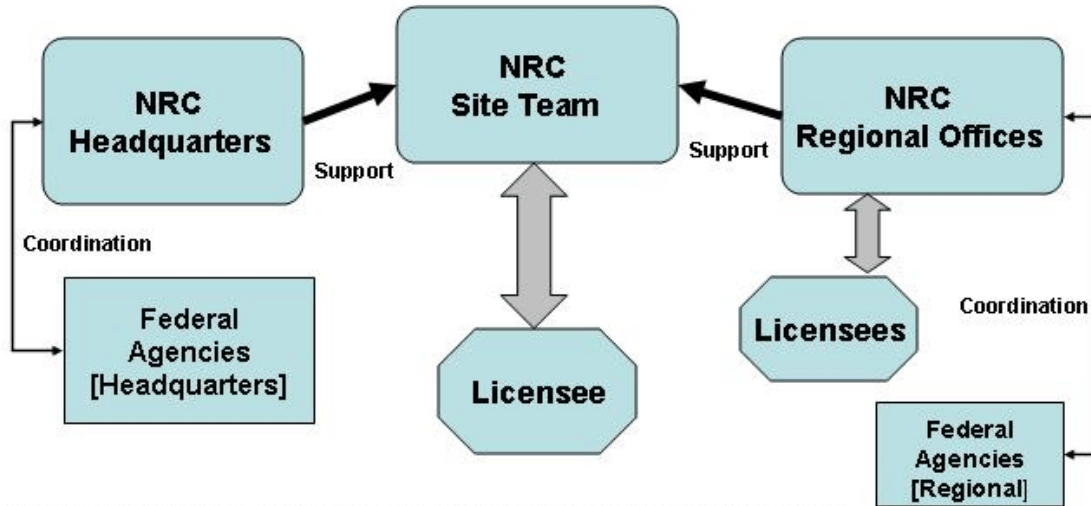 NRC
Headquarters
NRC
Site Team
NRC
Regional Offices
Support
Support
Coordination
Federal
Agencies
[Headquarters]
Licensee
Licensees
Coordination
Federal
Agencies
[Regional]